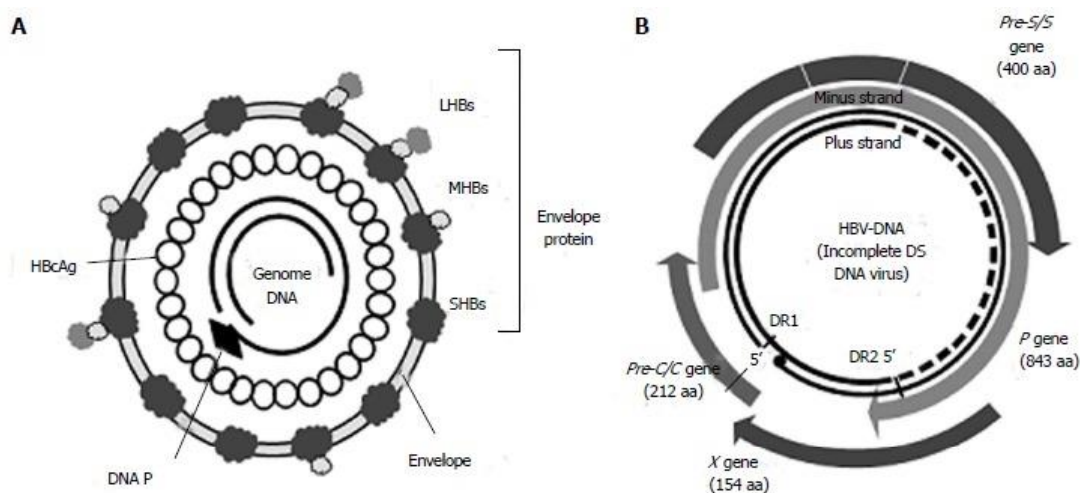 A
LHBs
MHBs
Envelope
protein
HBcAg
Genome
DNA
SHBs
DNA P
Envelope
B
Pre-S/S
gene
(400 aa)
Minus strand
Plus strand
HBV-DNA
(Incomplete DS
DNA virus)
DR1
5′
DR2 5′
P gene
(843 aa)
Pre-C/C gene
(212 aa)
X gene
(154 aa)